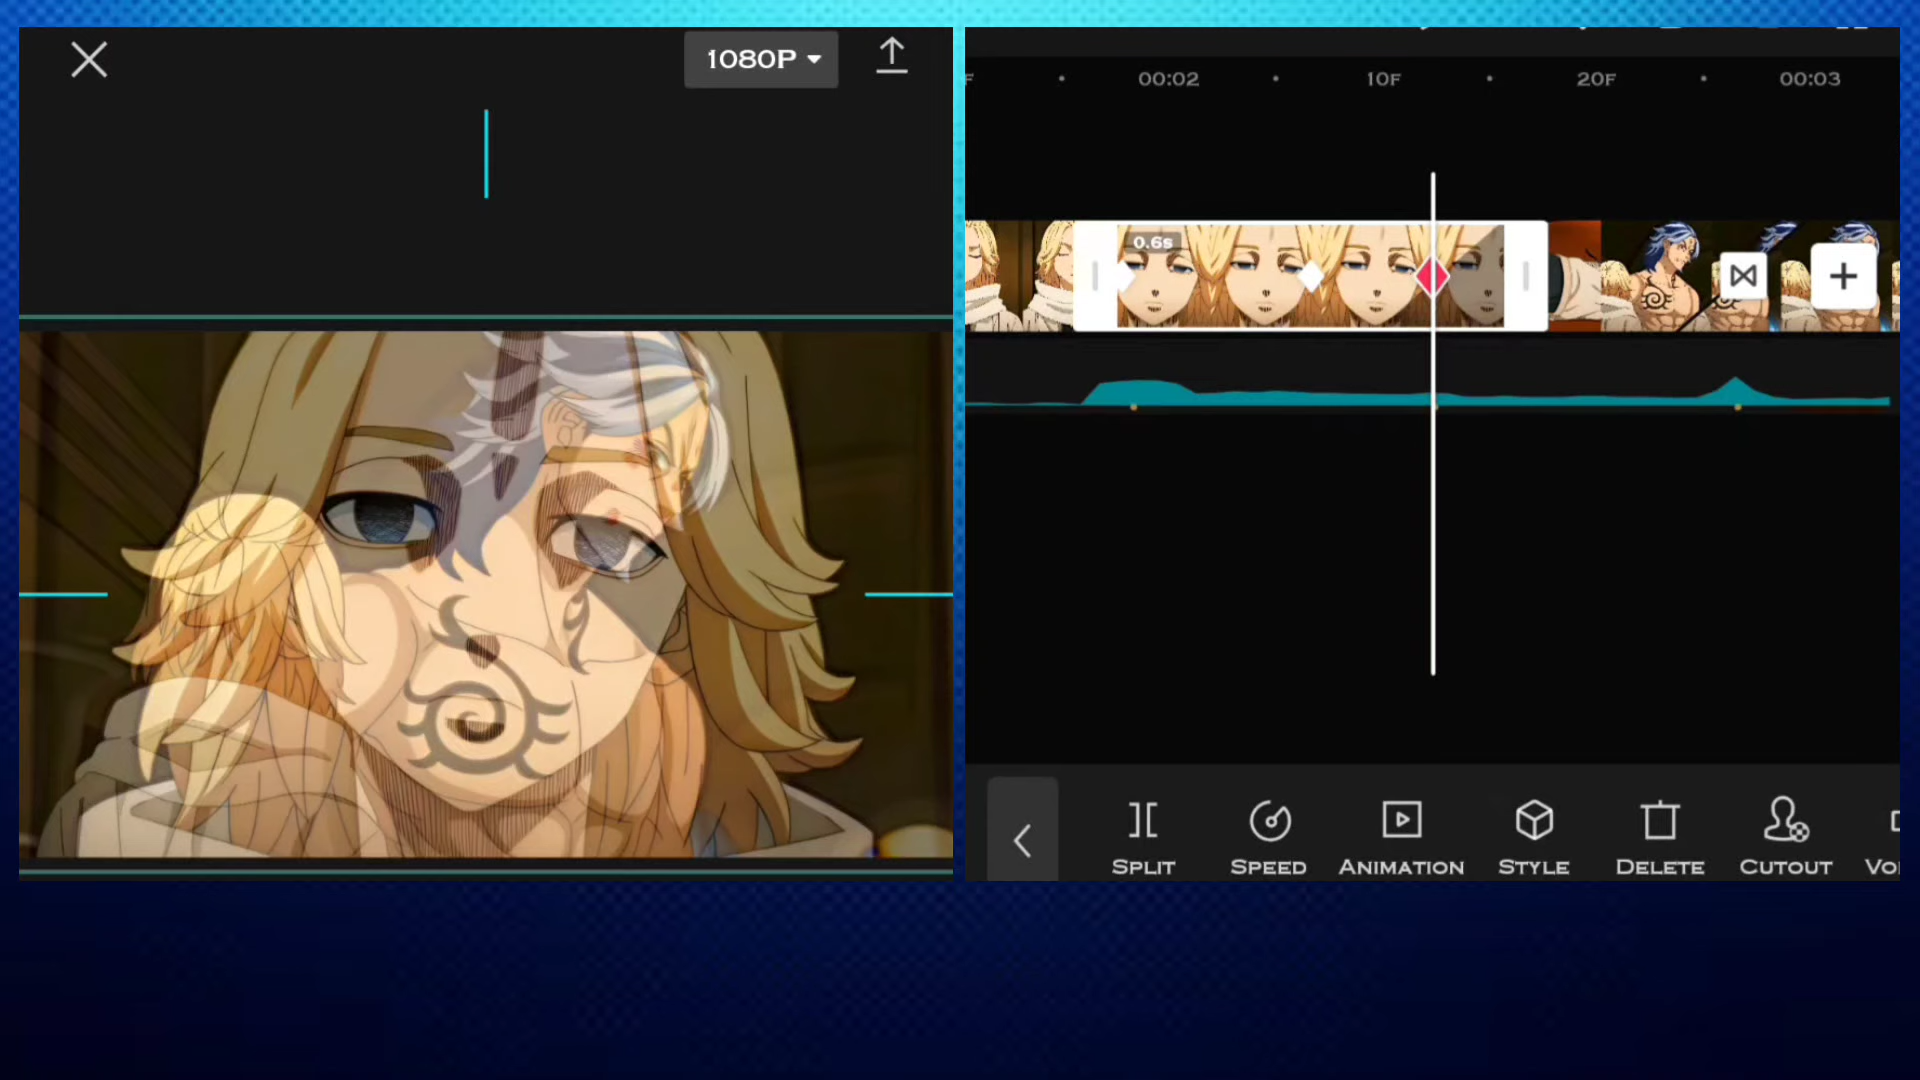 1080P
00:02 10F 20F 00:03
0.6s
SPLIT SPEED ANIMATION STYLE DELETE CUTOUT